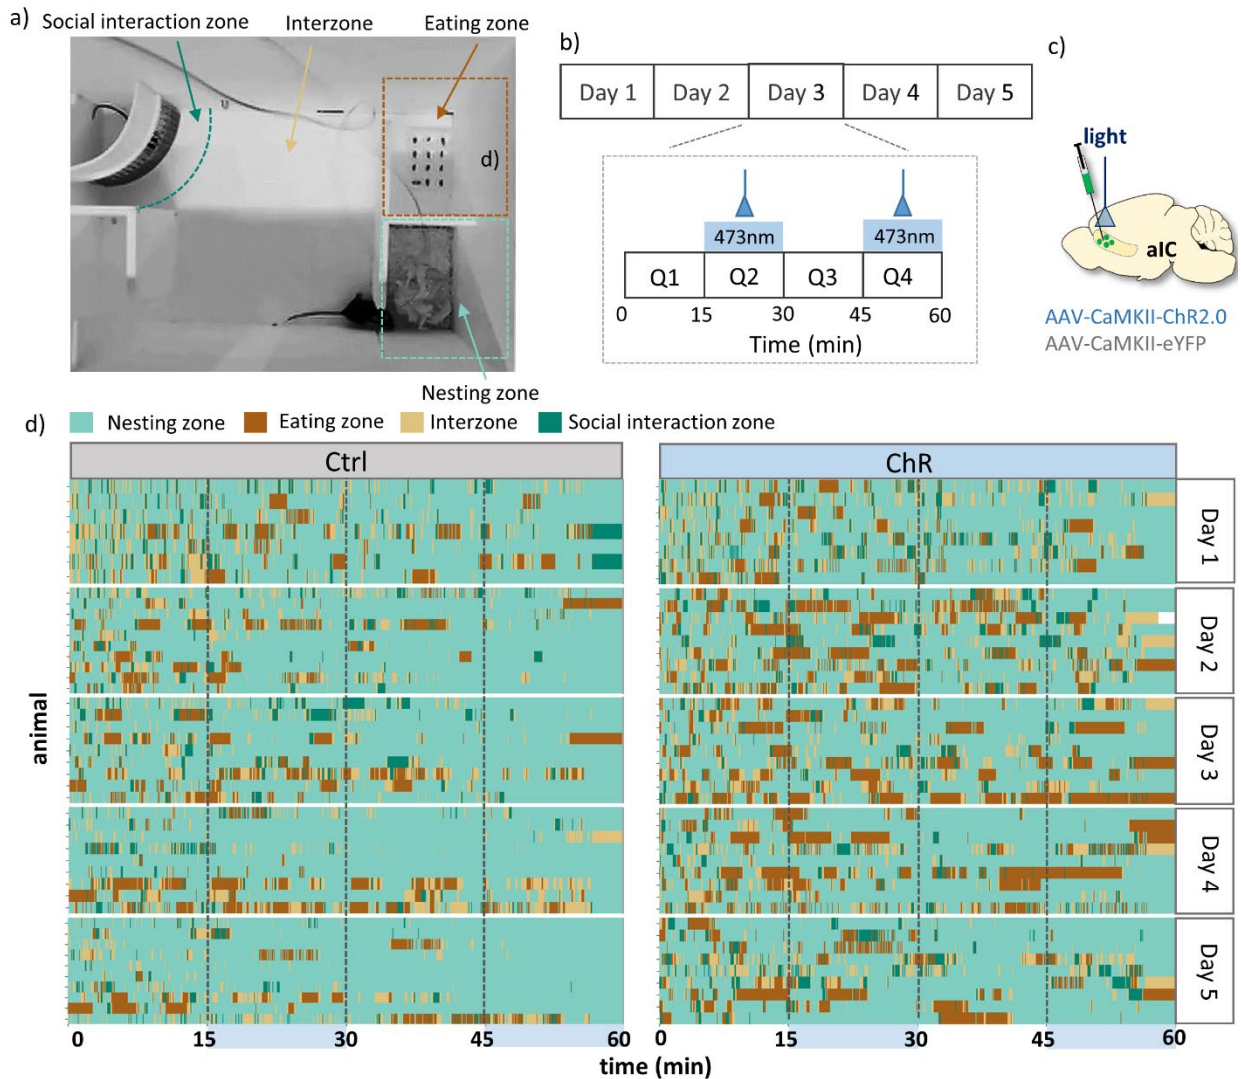 a)
Social interaction zone
Interzone
Eating zone
d)
Nesting zone
b)
Day 1 Day 2 Day 3 Day 4 Day 5
473nm 473nm
Q1 Q2 Q3 Q4
0 15 30 45 60
Time (min)
c)
light
aIC
AAV-CaMKII-ChR2.0
AAV-CaMKII-eYFP
d)
Nesting zone Eating zone Interzone Social interaction zone
Ctrl ChR
Day 1
Day 2
Day 3
Day 4
Day 5
animal
0 15 30 45 60 0 15 30 45 60
time (min)